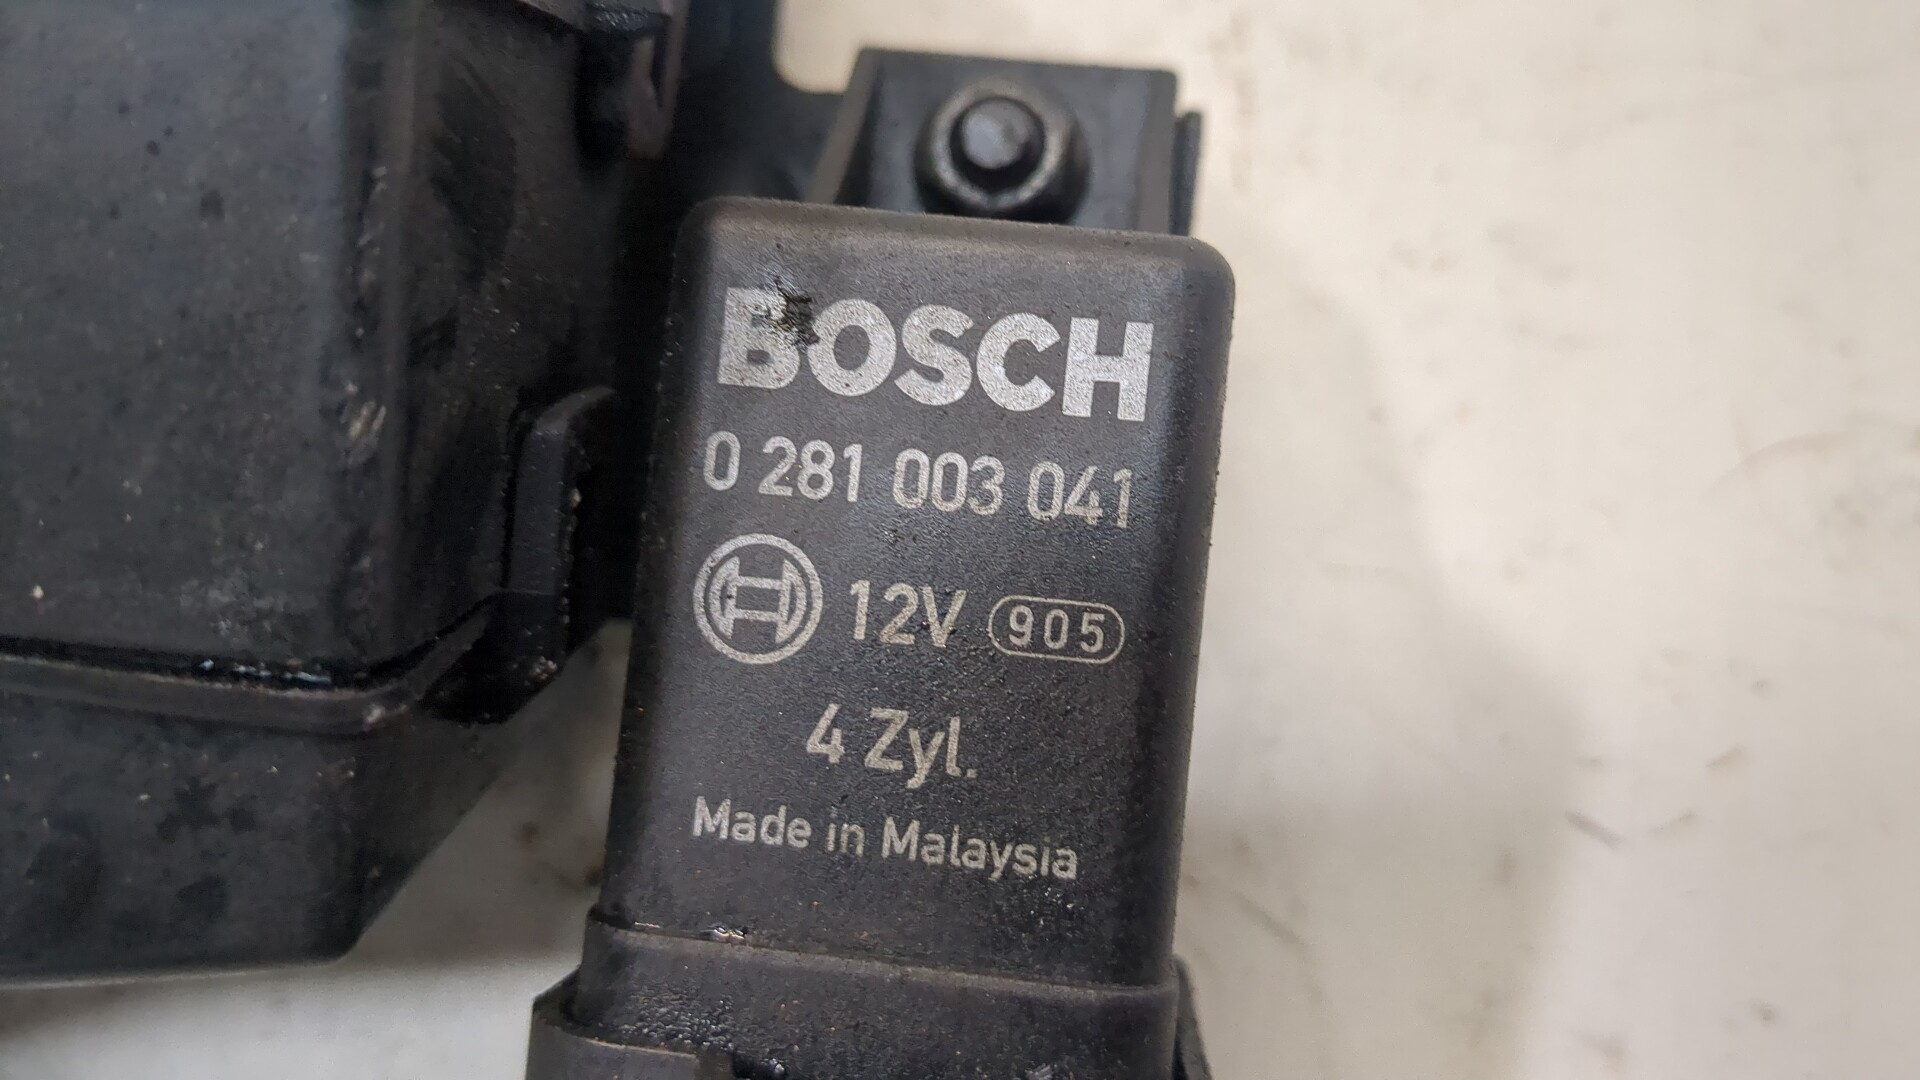 BOSCH
0 281 003 041
12V 905
4 Zyl.
Made in Malaysia